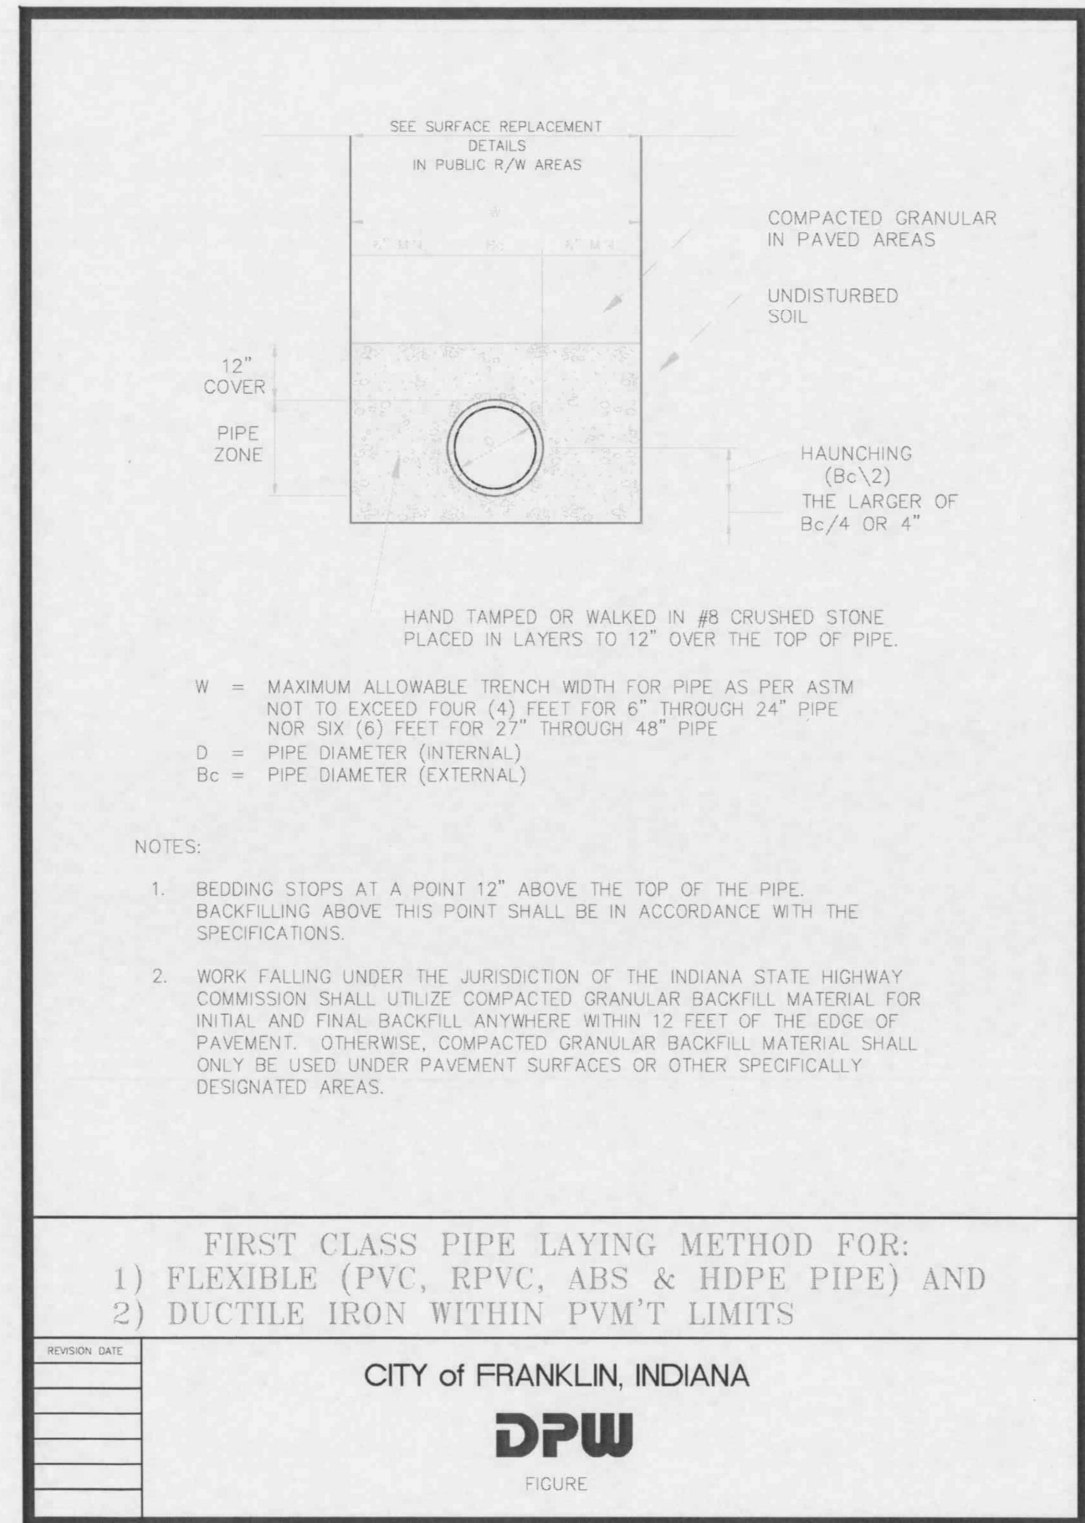 SEE SURFACE REPLACEMENT
DETAILS
IN PUBLIC R/W AREAS
W
6" MIN
Bc
6" MIN
COMPACTED GRANULAR
IN PAVED AREAS
UNDISTURBED
SOIL
12"
COVER
PIPE
ZONE
D
HAUNCHING
(Bc\2)
THE LARGER OF
Bc/4 OR 4"
HAND TAMPED OR WALKED IN #8 CRUSHED STONE
PLACED IN LAYERS TO 12" OVER THE TOP OF PIPE.
W = MAXIMUM ALLOWABLE TRENCH WIDTH FOR PIPE AS PER ASTM
NOT TO EXCEED FOUR (4) FEET FOR 6" THROUGH 24" PIPE
NOR SIX (6) FEET FOR 27" THROUGH 48" PIPE
D = PIPE DIAMETER (INTERNAL)
Bc = PIPE DIAMETER (EXTERNAL)
NOTES:
1. BEDDING STOPS AT A POINT 12" ABOVE THE TOP OF THE PIPE.
BACKFILLING ABOVE THIS POINT SHALL BE IN ACCORDANCE WITH THE
SPECIFICATIONS.
2. WORK FALLING UNDER THE JURISDICTION OF THE INDIANA STATE HIGHWAY
COMMISSION SHALL UTILIZE COMPACTED GRANULAR BACKFILL MATERIAL FOR
INITIAL AND FINAL BACKFILL ANYWHERE WITHIN 12 FEET OF THE EDGE OF
PAVEMENT. OTHERWISE, COMPACTED GRANULAR BACKFILL MATERIAL SHALL
ONLY BE USED UNDER PAVEMENT SURFACES OR OTHER SPECIFICALLY
DESIGNATED AREAS.
FIRST CLASS PIPE LAYING METHOD FOR:
1) FLEXIBLE (PVC, RPVC, ABS & HDPE PIPE) AND
2) DUCTILE IRON WITHIN PVM'T LIMITS
REVISION DATE
CITY of FRANKLIN, INDIANA
DPW
FIGURE